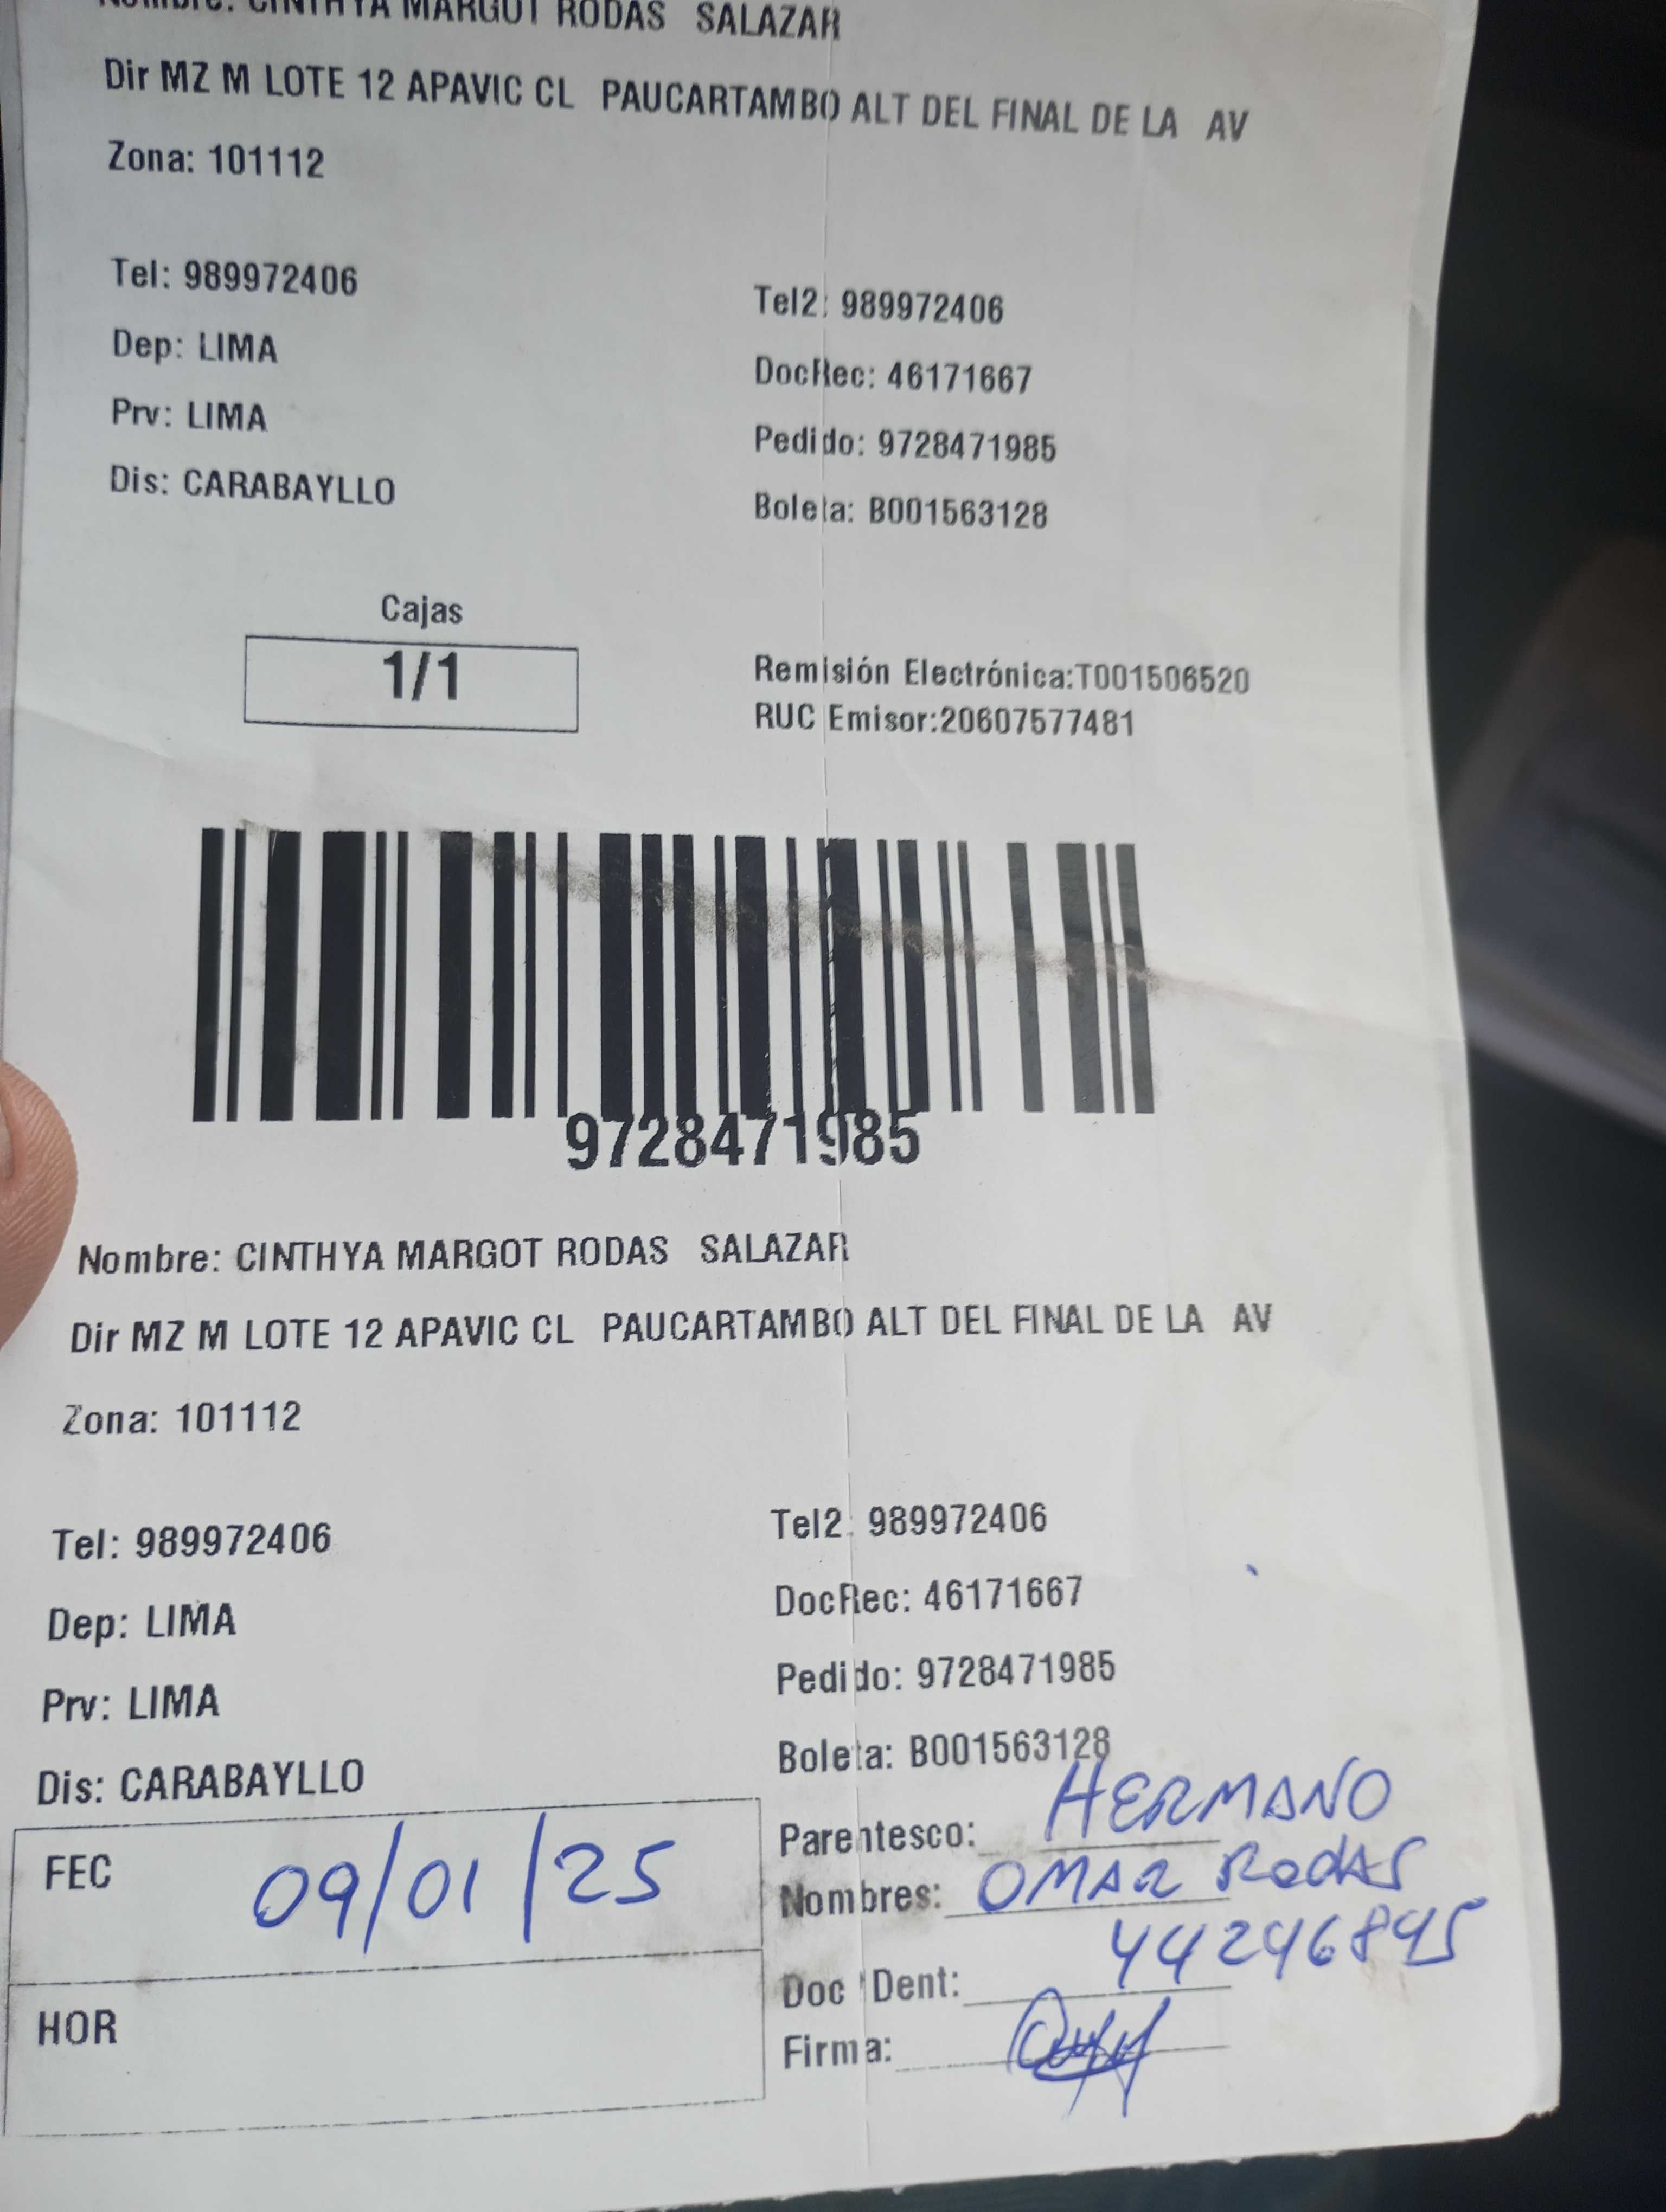 Nombre: CINTHYA MARGOT RODAS SALAZAR
Dir MZ M LOTE 12 APAVIC CL PAUCARTAMBO ALT DEL FINAL DE LA AV
Zona: 101112
Tel: 989972406
Tel2: 989972406
Dep: LIMA
DocRec: 46171667
Prv: LIMA
Pedido: 9728471985
Dis: CARABAYLLO
Boleta: B001563128
Cajas
1/1
Remisión Electrónica:T001506520
RUC Emisor:20607577481
9728471985
Nombre: CINTHYA MARGOT RODAS SALAZAR
Dir MZ M LOTE 12 APAVIC CL PAUCARTAMBO ALT DEL FINAL DE LA AV
Zona: 101112
Tel: 989972406
Tel2: 989972406
Dep: LIMA
DocRec: 46171667
Prv: LIMA
Pedido: 9728471985
Dis: CARABAYLLO
Boleta: B001563128
FEC 09/01/25
Parentesco: HERMANO
Nombres: OMAR RodAS
Doc Dent: 44246845
HOR
Firma: